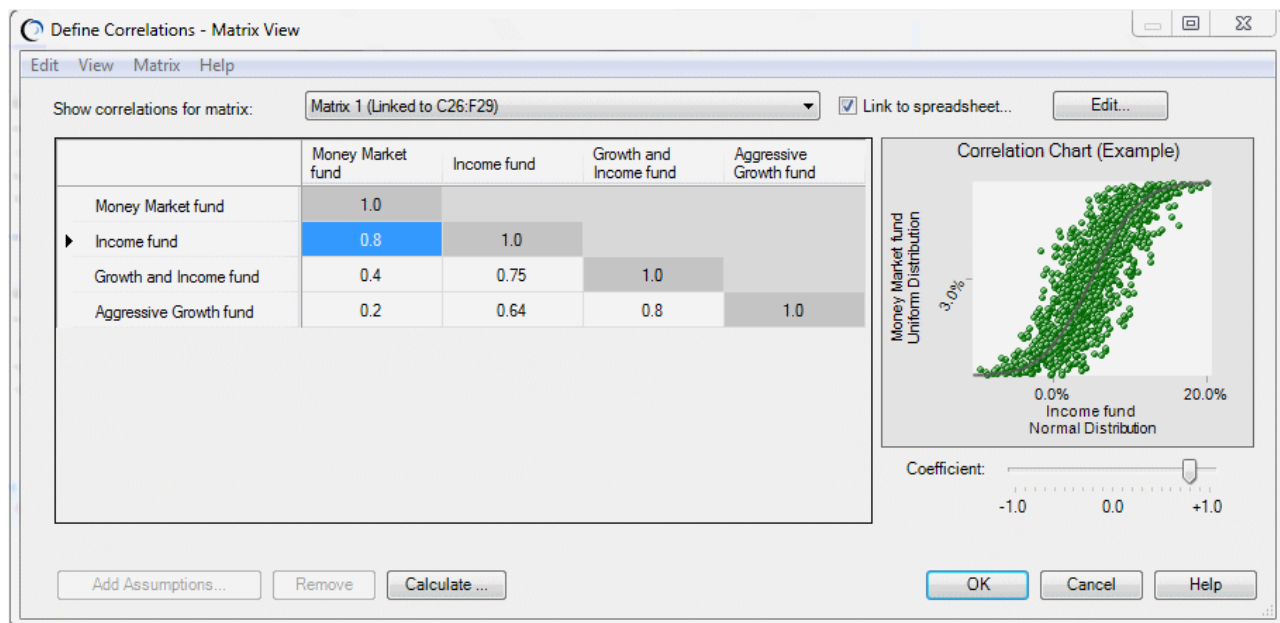 Define Correlations - Matrix View
Edit View Matrix Help
Show correlations for matrix: Matrix 1 (Linked to C26:F29) Link to spreadsheet... Edit...
Money Market fund Income fund Growth and Income fund Aggressive Growth fund
Money Market fund 1.0
Income fund 0.8 1.0
Growth and Income fund 0.4 0.75 1.0
Aggressive Growth fund 0.2 0.64 0.8 1.0
Correlation Chart (Example)
Money Market fund
Uniform Distribution
3.0%
0.0% 20.0%
Income fund
Normal Distribution
Coefficient:
-1.0 0.0 +1.0
Add Assumptions... Remove Calculate ... OK Cancel Help